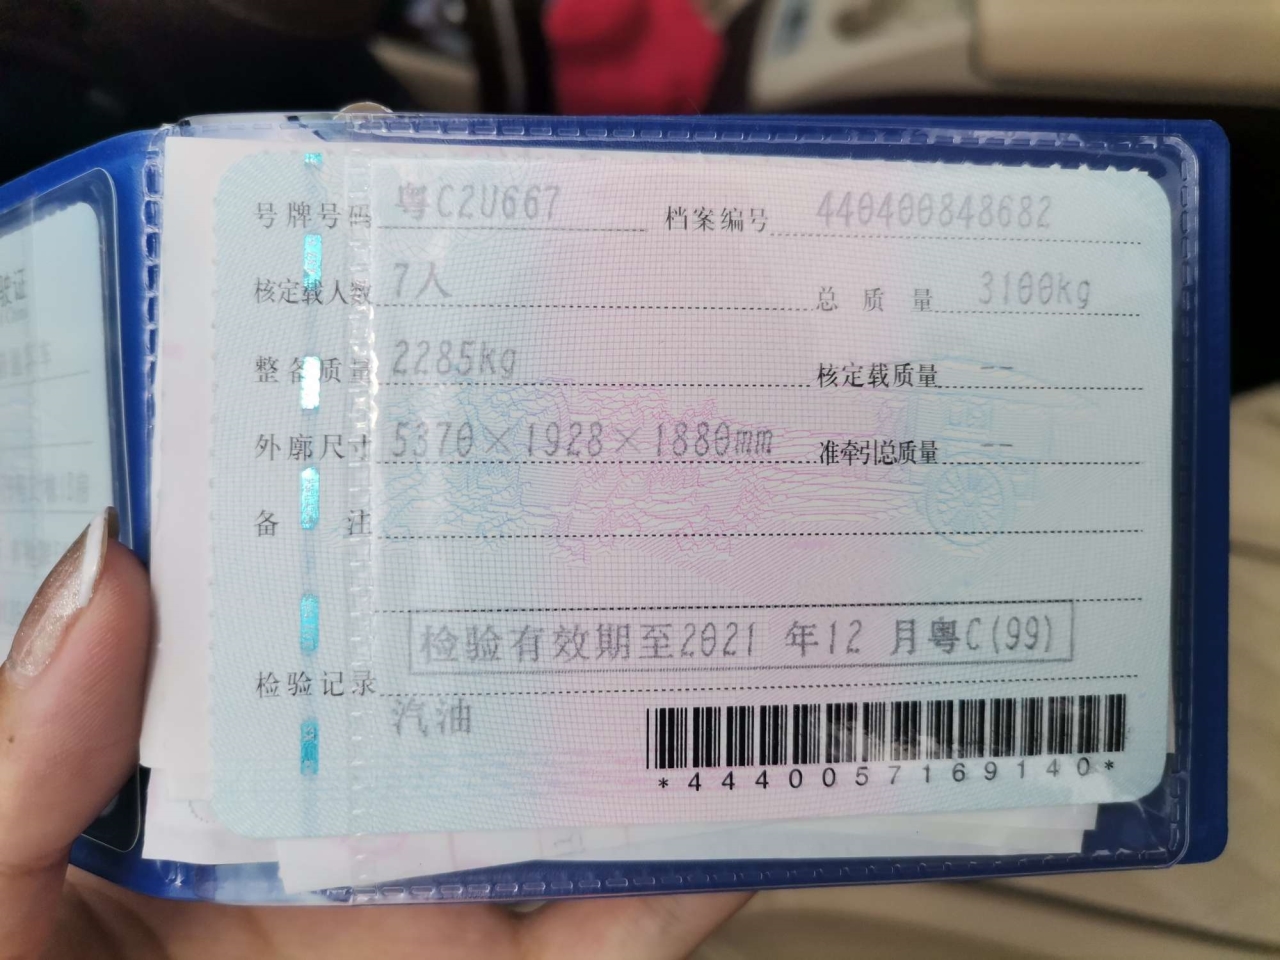 号牌号码 粤C2U667 档案编号 440400848682
核定载人数 7人 总质量 3100kg
整备质量 2285kg 核定载质量 --
外廓尺寸 5370×1928×1880mm 准牵引总质量 --
备注
检验有效期至2021 年12 月粤C(99)
检验记录
汽油
*4440057169140*